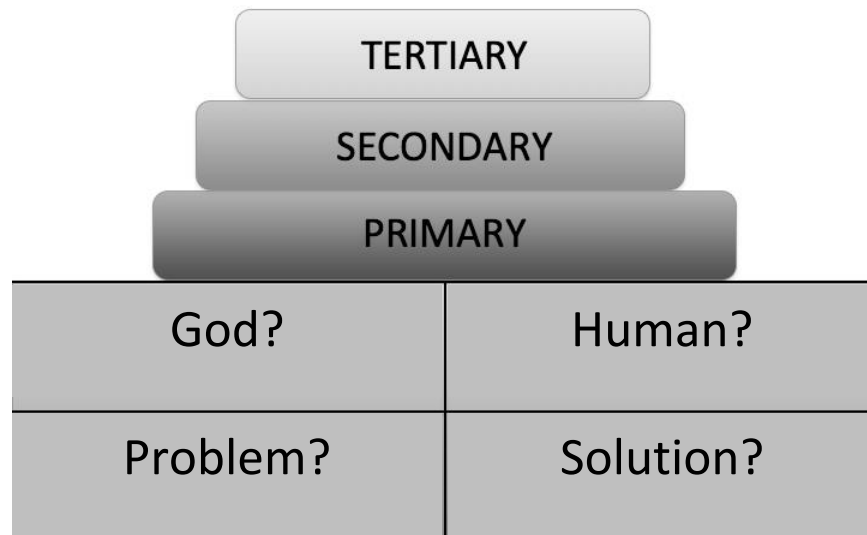 TERTIARY
SECONDARY
PRIMARY
God? Human?
Problem? Solution?